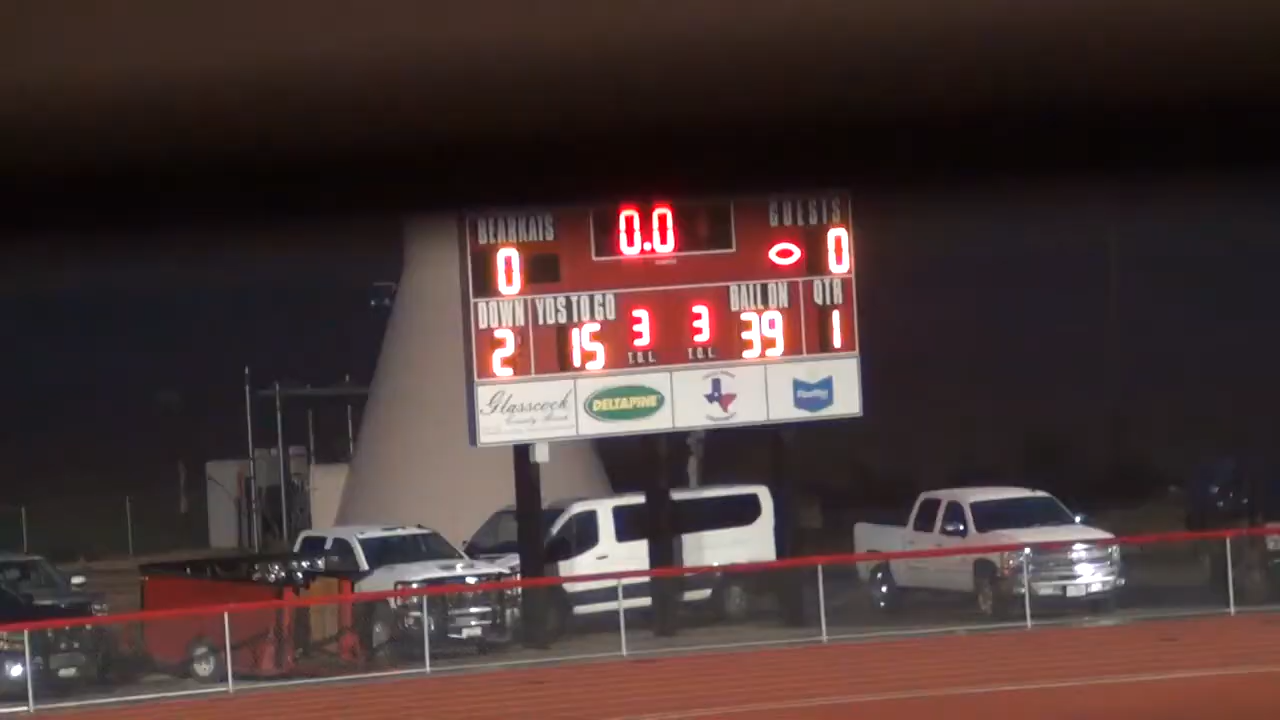 BEARKATS 0.0 GUESTS
0 0
DOWN YDS TO GO BALL ON QTR
2 15 3 3 39 1
T.O.L. T.O.L.
Glasscock DELTAPINE
County